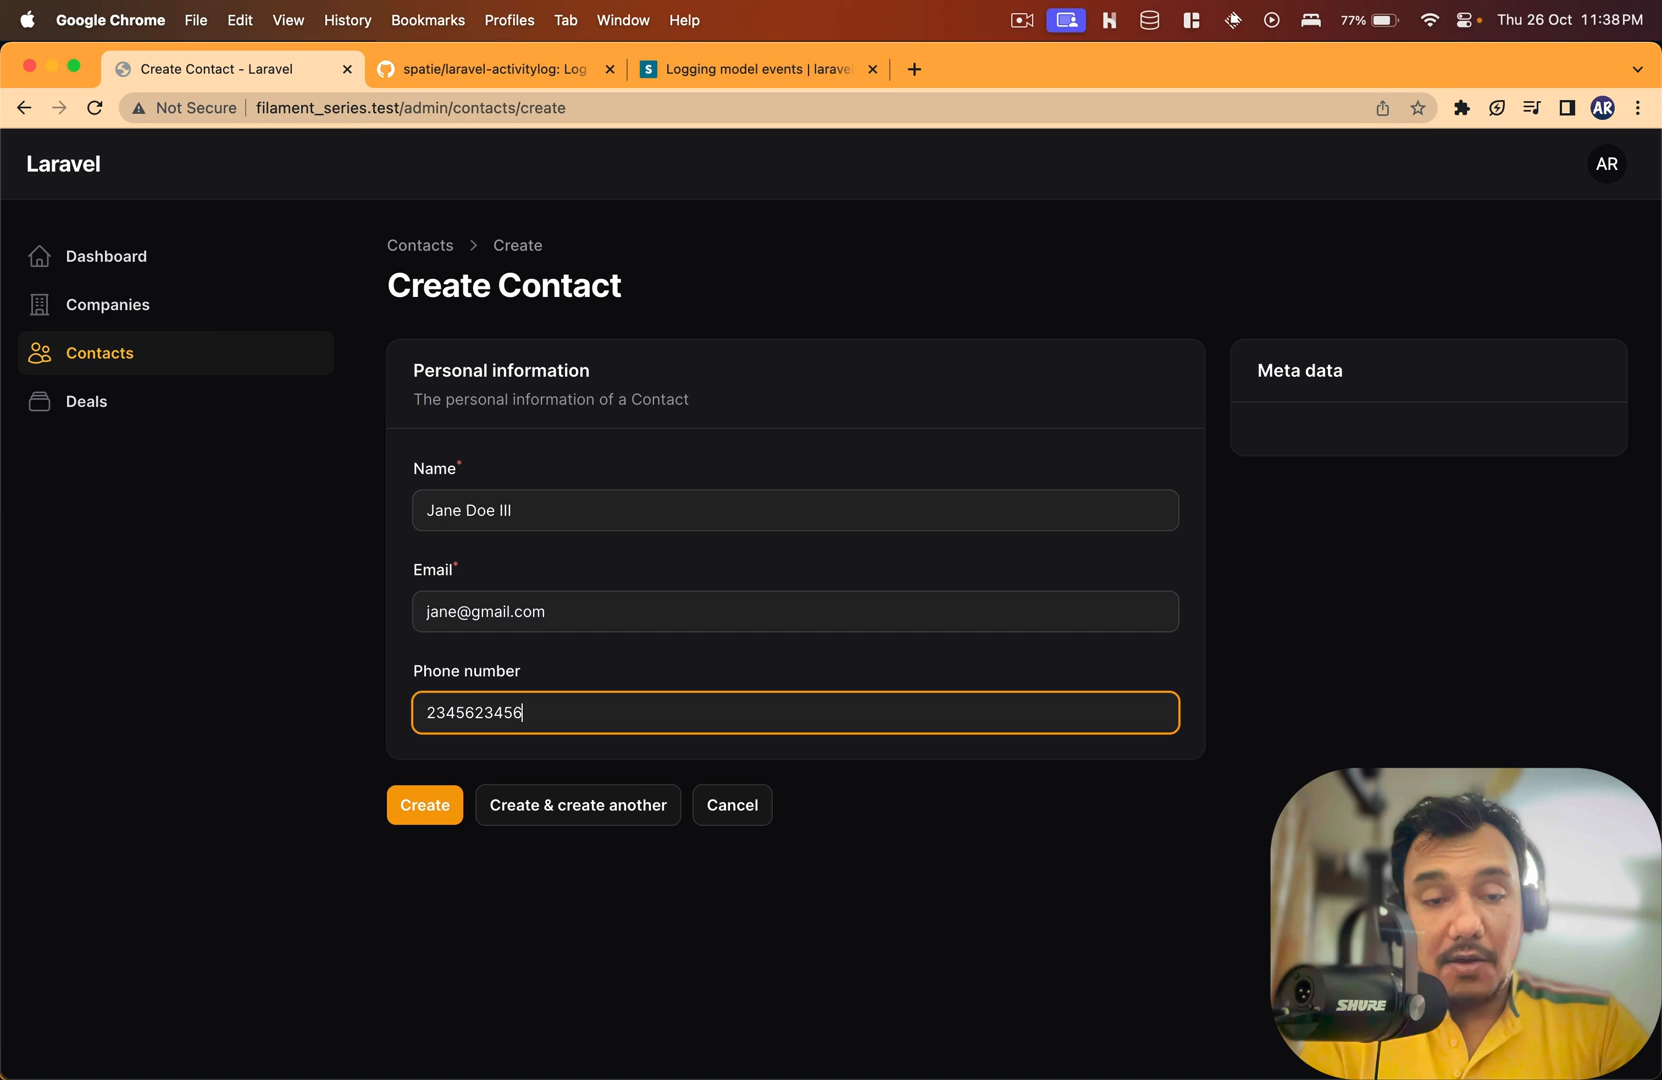 Google Chrome File Edit View History Bookmarks Profiles Tab Window Help 77% Thu 26 Oct 11:38 PM
Create Contact - Laravel spatie/laravel-activitylog: Log Logging model events | larave
Not Secure filament_series.test/admin/contacts/create AR
Laravel AR
Dashboard
Companies
Contacts
Deals
Contacts > Create
Create Contact
Personal information
The personal information of a Contact
Name*
Jane Doe III
Email*
jane@gmail.com
Phone number
2345623456
Create Create & create another Cancel
Meta data
SHURE